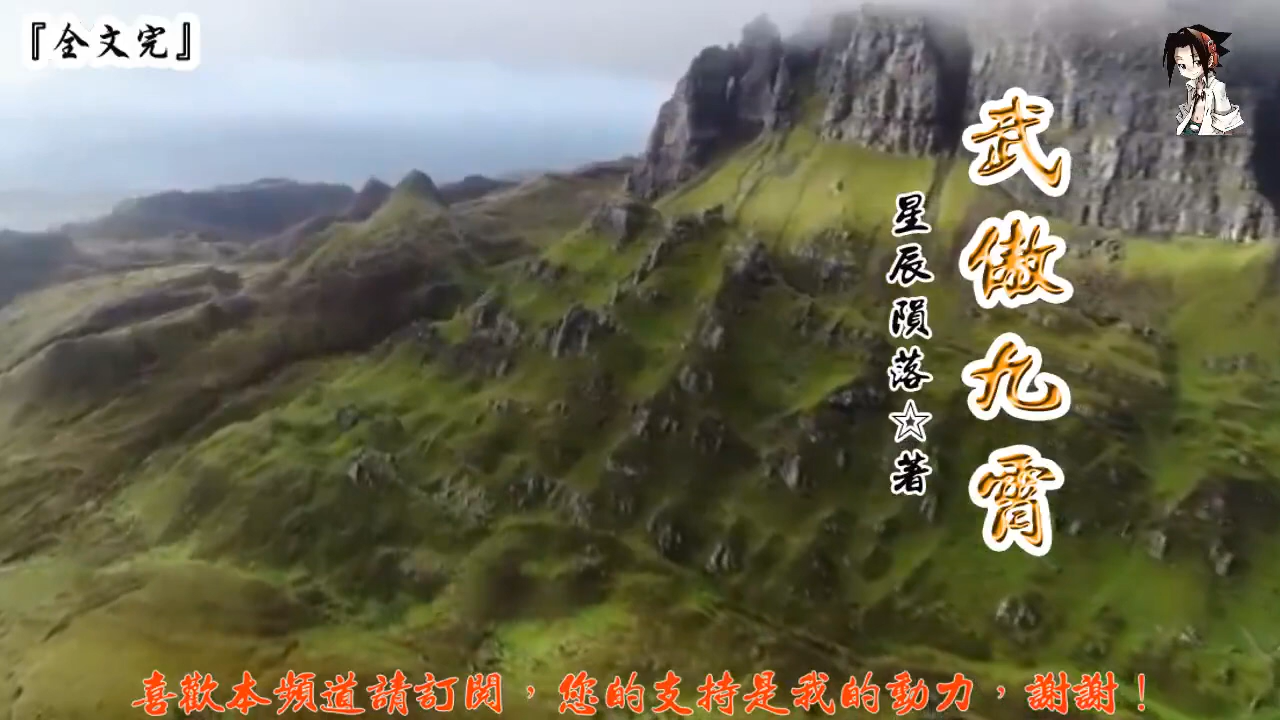 『全文完』
武傲九霄
星辰隕落☆著
喜歡本頻道請訂閱，您的支持是我的動力，謝謝！